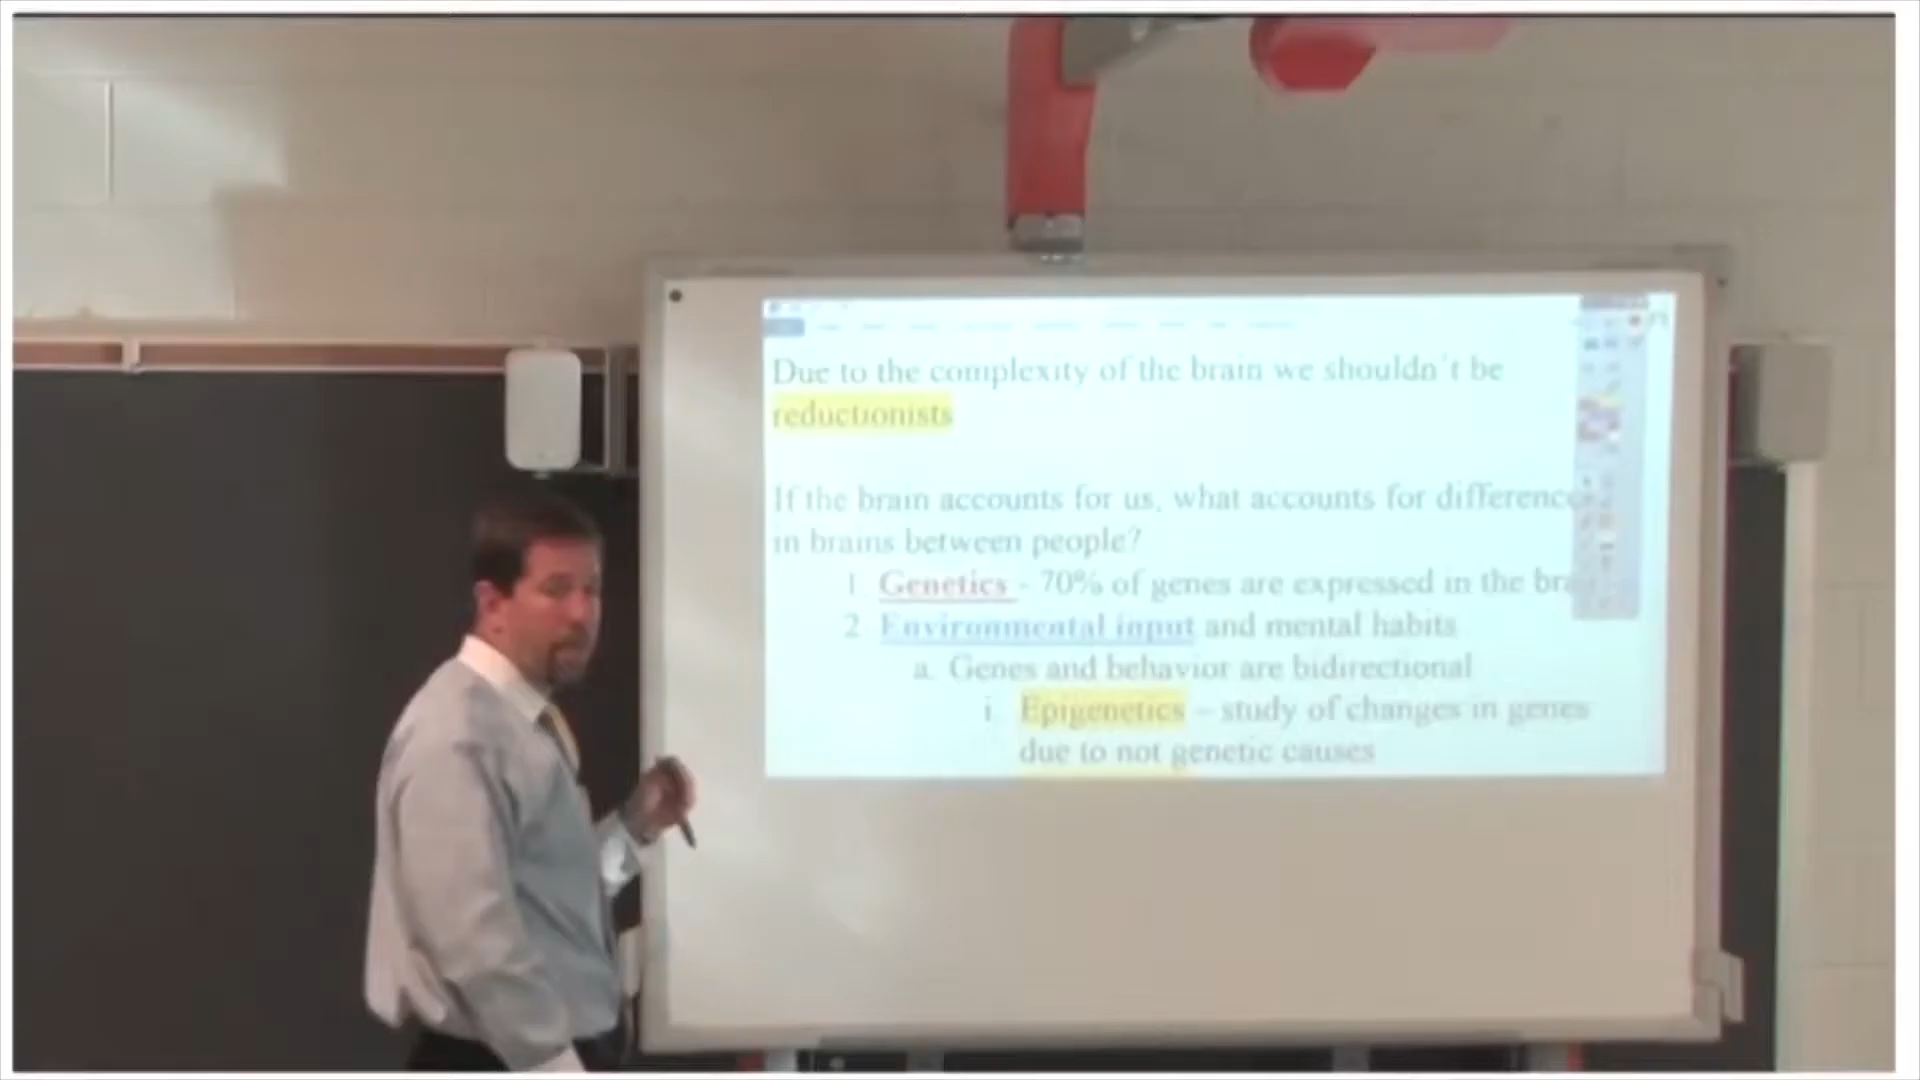 Due to the complexity of the brain we shouldn't be
reductionists
If the brain accounts for us, what accounts for difference
in brains between people?
1 Genetics - 70% of genes are expressed in the bra
2 Environmental input and mental habits
a. Genes and behavior are bidirectional
i. Epigenetics – study of changes in genes
due to not genetic causes